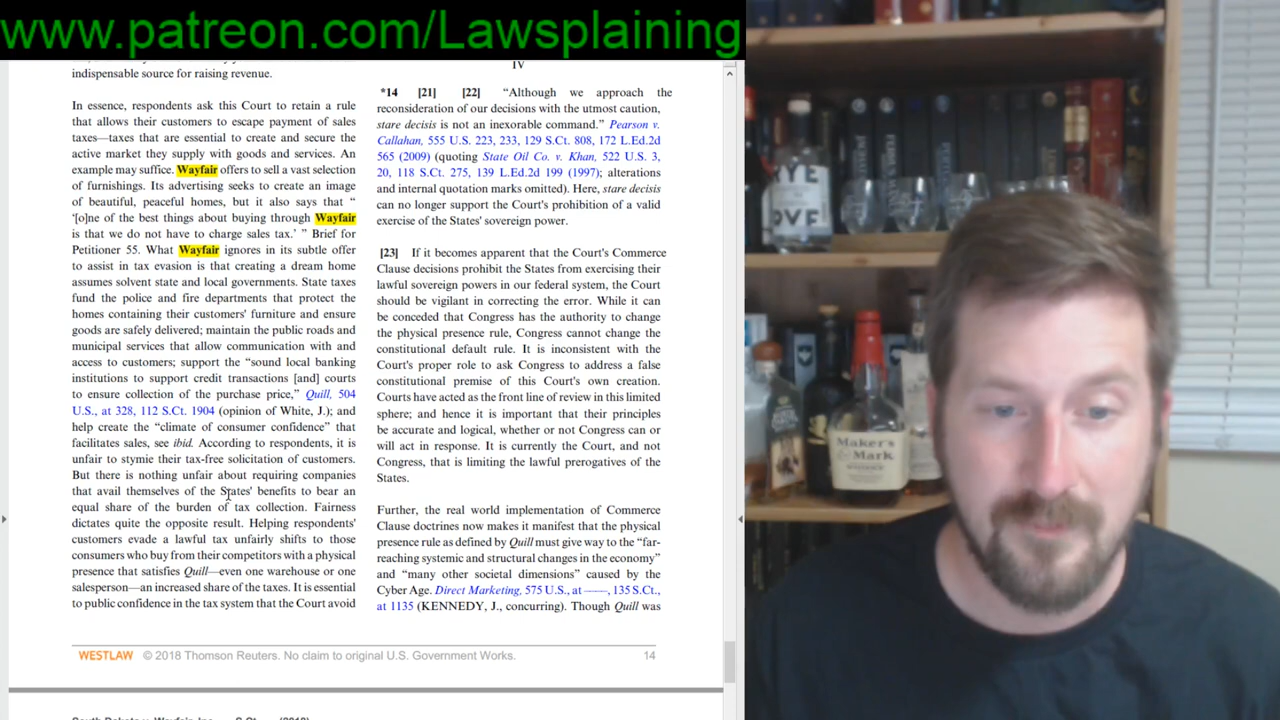 www.patreon.com/Lawsplaining
indispensable source for raising revenue.
In essence, respondents ask this Court to retain a rule
that allows their customers to escape payment of sales
taxes—taxes that are essential to create and secure the
active market they supply with goods and services. An
example may suffice. Wayfair offers to sell a vast selection
of furnishings. Its advertising seeks to create an image
of beautiful, peaceful homes, but it also says that “
‘[o]ne of the best things about buying through Wayfair
is that we do not have to charge sales tax.’ ” Brief for
Petitioner 55. What Wayfair ignores in its subtle offer
to assist in tax evasion is that creating a dream home
assumes solvent state and local governments. State taxes
fund the police and fire departments that protect the
homes containing their customers' furniture and ensure
goods are safely delivered; maintain the public roads and
municipal services that allow communication with and
access to customers; support the “sound local banking
institutions to support credit transactions [and] courts
to ensure collection of the purchase price,” Quill, 504
U.S., at 328, 112 S.Ct. 1904 (opinion of White, J.); and
help create the “climate of consumer confidence” that
facilitates sales, see ibid. According to respondents, it is
unfair to stymie their tax-free solicitation of customers.
But there is nothing unfair about requiring companies
that avail themselves of the States' benefits to bear an
equal share of the burden of tax collection. Fairness
dictates quite the opposite result. Helping respondents'
customers evade a lawful tax unfairly shifts to those
consumers who buy from their competitors with a physical
presence that satisfies Quill—even one warehouse or one
salesperson—an increased share of the taxes. It is essential
to public confidence in the tax system that the Court avoid
IV
*14 [21] [22] “Although we approach the
reconsideration of our decisions with the utmost caution,
stare decisis is not an inexorable command.” Pearson v.
Callahan, 555 U.S. 223, 233, 129 S.Ct. 808, 172 L.Ed.2d
565 (2009) (quoting State Oil Co. v. Khan, 522 U.S. 3,
20, 118 S.Ct. 275, 139 L.Ed.2d 199 (1997); alterations
and internal quotation marks omitted). Here, stare decisis
can no longer support the Court's prohibition of a valid
exercise of the States' sovereign power.
[23] If it becomes apparent that the Court's Commerce
Clause decisions prohibit the States from exercising their
lawful sovereign powers in our federal system, the Court
should be vigilant in correcting the error. While it can
be conceded that Congress has the authority to change
the physical presence rule, Congress cannot change the
constitutional default rule. It is inconsistent with the
Court's proper role to ask Congress to address a false
constitutional premise of this Court's own creation.
Courts have acted as the front line of review in this limited
sphere; and hence it is important that their principles
be accurate and logical, whether or not Congress can or
will act in response. It is currently the Court, and not
Congress, that is limiting the lawful prerogatives of the
States.
Further, the real world implementation of Commerce
Clause doctrines now makes it manifest that the physical
presence rule as defined by Quill must give way to the “far-
reaching systemic and structural changes in the economy”
and “many other societal dimensions” caused by the
Cyber Age. Direct Marketing, 575 U.S., at ––––, 135 S.Ct.,
at 1135 (KENNEDY, J., concurring). Though Quill was
WESTLAW © 2018 Thomson Reuters. No claim to original U.S. Government Works. 14
South Dakota v. Wayfair, Inc., --- S.Ct. ---- (2018)
RYE
Maker's
Mark